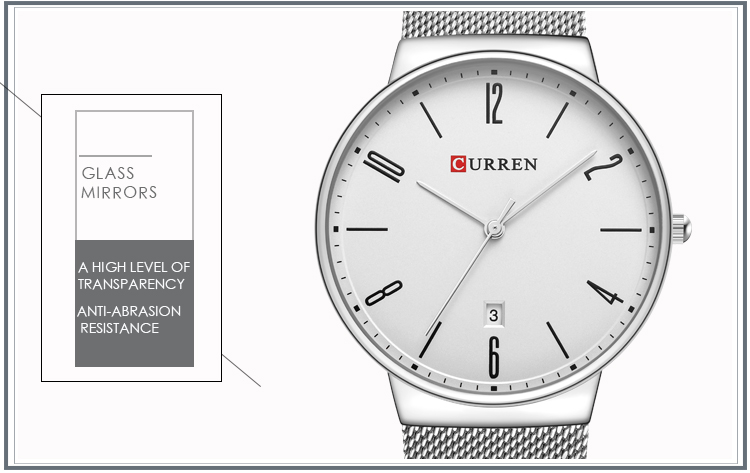 GLASS
MIRRORS
A HIGH LEVEL OF
TRANSPARENCY
ANTI-ABRASION
RESISTANCE
12
10
2
CURREN
8
4
3
6